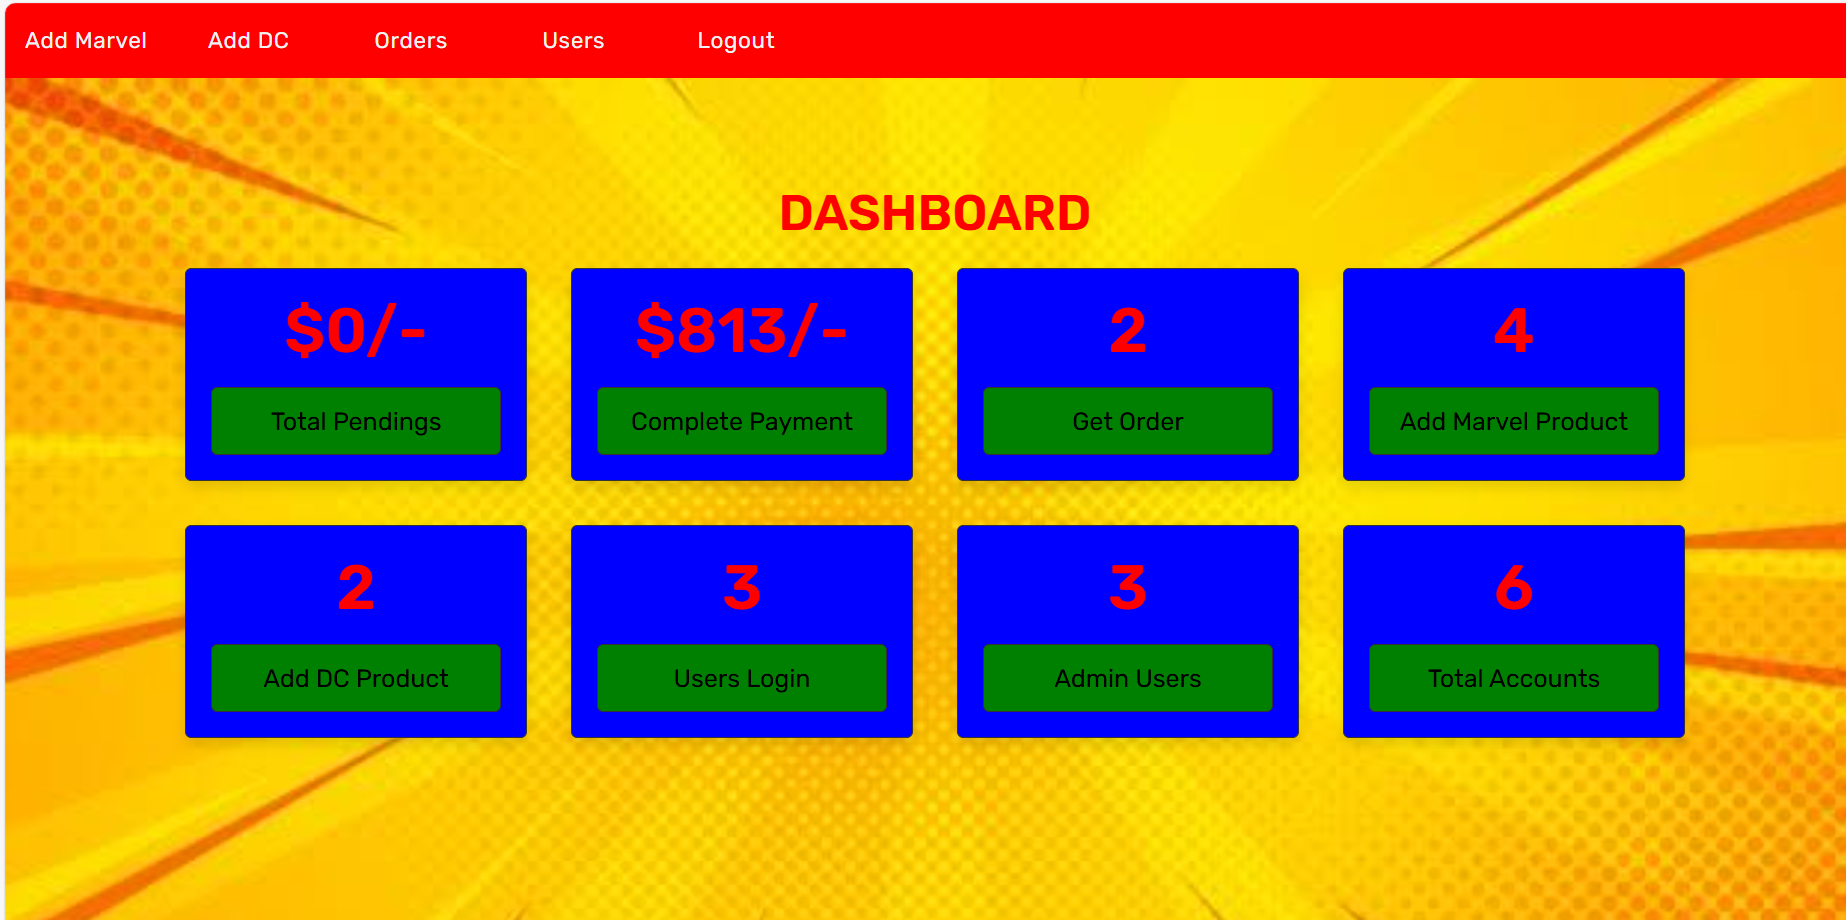 Add Marvel Add DC Orders Users Logout
DASHBOARD
$0/- $813/- 2 4
Total Pendings Complete Payment Get Order Add Marvel Product
2 3 3 6
Add DC Product Users Login Admin Users Total Accounts